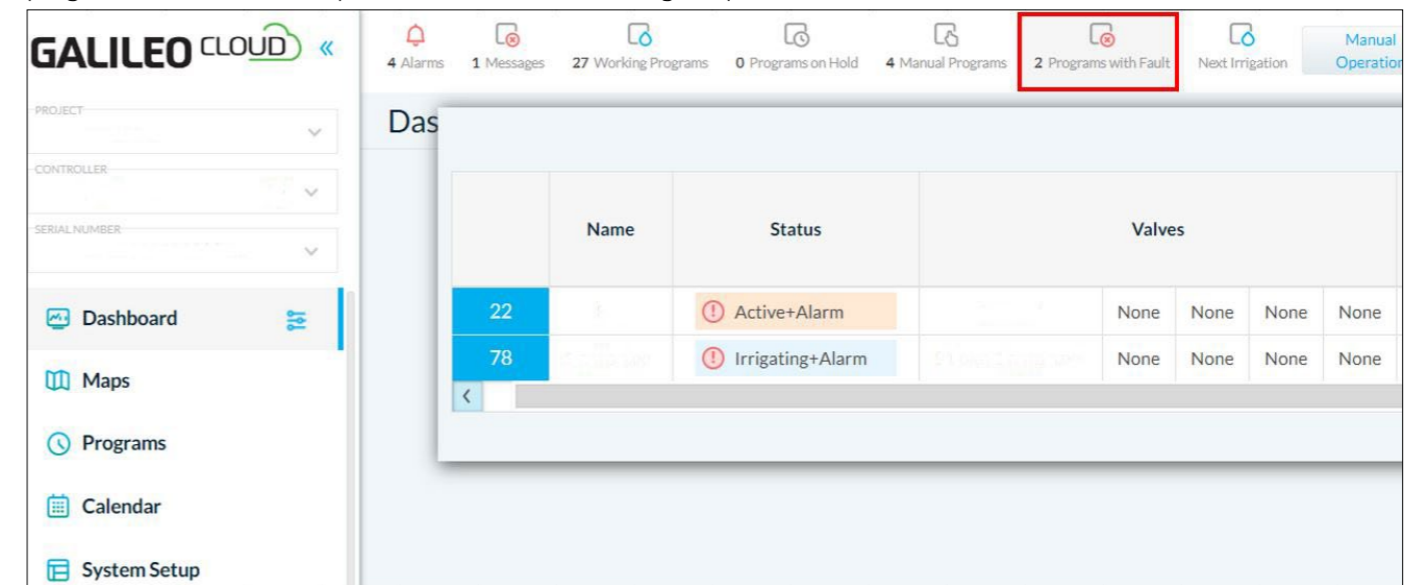 GALILEO CLOUD «
4 Alarms
1 Messages
27 Working Programs
0 Programs on Hold
4 Manual Programs
2 Programs with Fault
Next Irrigation
Manual
Operation
PROJECT
CONTROLLER
SERIAL NUMBER
Das
Name Status Valves
22 Active+Alarm None None None None
78 Irrigating+Alarm None None None None
Dashboard
Maps
Programs
Calendar
System Setup